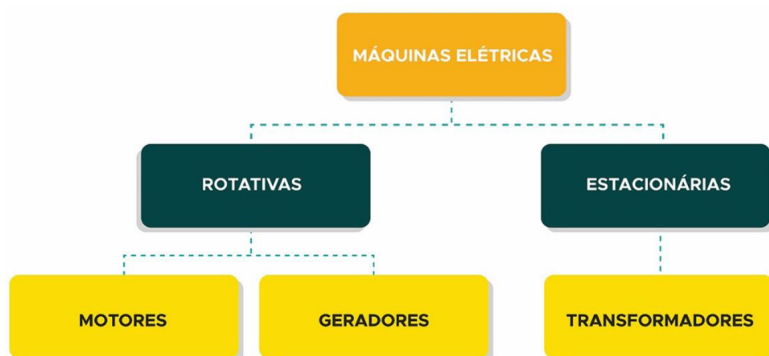 MÁQUINAS ELÉTRICAS
ROTATIVAS
ESTACIONÁRIAS
MOTORES
GERADORES
TRANSFORMADORES